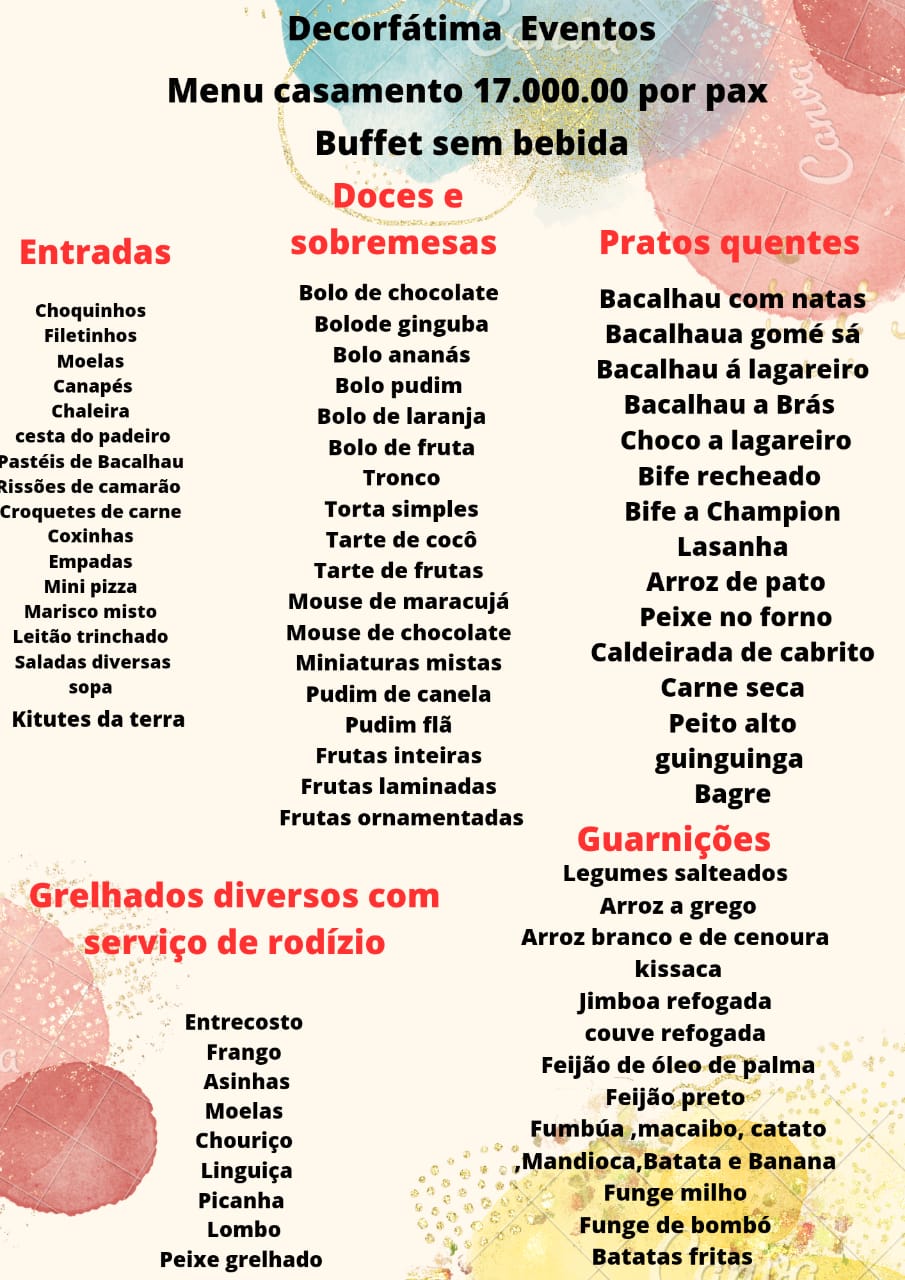 Decorfátima Eventos
Menu casamento 17.000.00 por pax
Buffet sem bebida
Entradas
Choquinhos
Filetinhos
Moelas
Canapés
Chaleira
cesta do padeiro
Pastéis de Bacalhau
Rissões de camarão
Croquetes de carne
Coxinhas
Empadas
Mini pizza
Marisco misto
Leitão trinchado
Saladas diversas
sopa
Kitutes da terra
Doces e
sobremesas
Bolo de chocolate
Bolode ginguba
Bolo ananás
Bolo pudim
Bolo de laranja
Bolo de fruta
Tronco
Torta simples
Tarte de cocô
Tarte de frutas
Mouse de maracujá
Mouse de chocolate
Miniaturas mistas
Pudim de canela
Pudim flã
Frutas inteiras
Frutas laminadas
Frutas ornamentadas
Pratos quentes
Bacalhau com natas
Bacalhaua gomé sá
Bacalhau á lagareiro
Bacalhau a Brás
Choco a lagareiro
Bife recheado
Bife a Champion
Lasanha
Arroz de pato
Peixe no forno
Caldeirada de cabrito
Carne seca
Peito alto
guinguinga
Bagre
Grelhados diversos com
serviço de rodízio
Entrecosto
Frango
Asinhas
Moelas
Chouriço
Linguiça
Picanha
Lombo
Peixe grelhado
Guarnições
Legumes salteados
Arroz a grego
Arroz branco e de cenoura
kissaca
Jimboa refogada
couve refogada
Feijão de óleo de palma
Feijão preto
Fumbúa ,macaibo, catato
,Mandioca,Batata e Banana
Funge milho
Funge de bombó
Batatas fritas
Canva
Canva
Canva